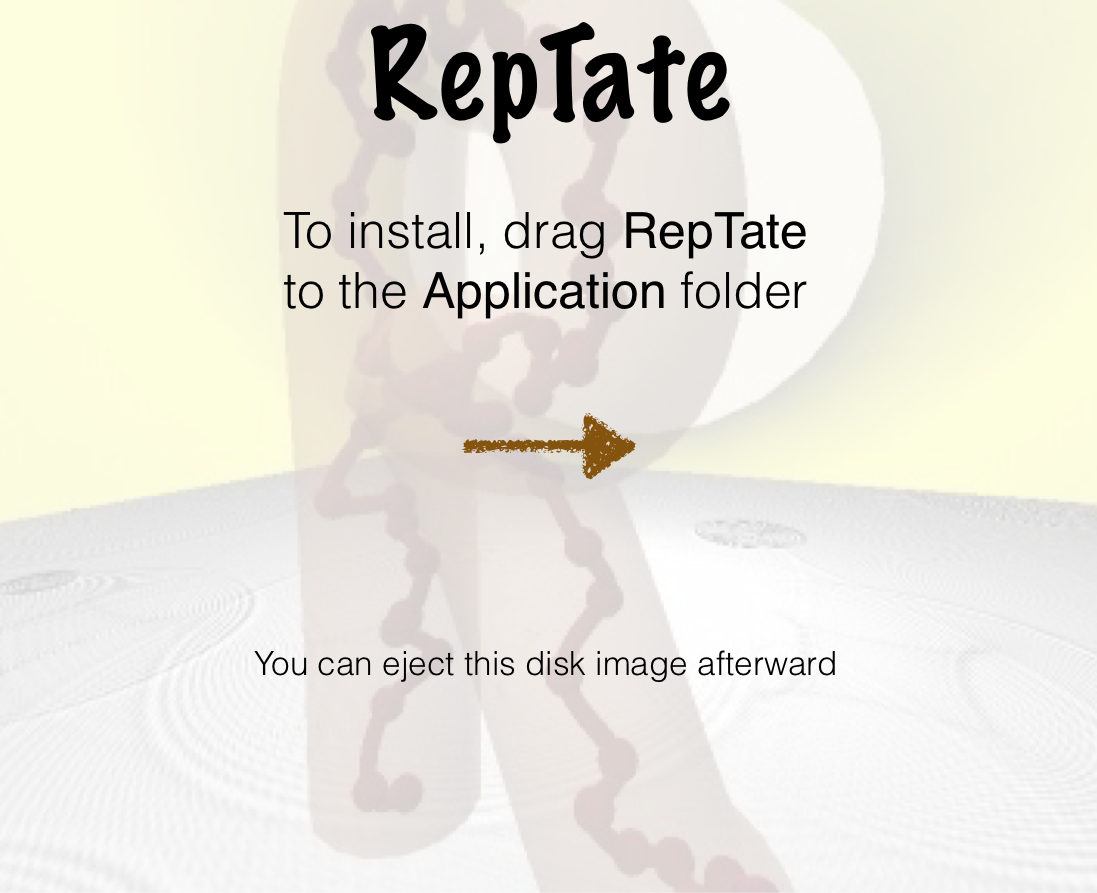 RepTate
To install, drag RepTate
to the Application folder
You can eject this disk image afterward